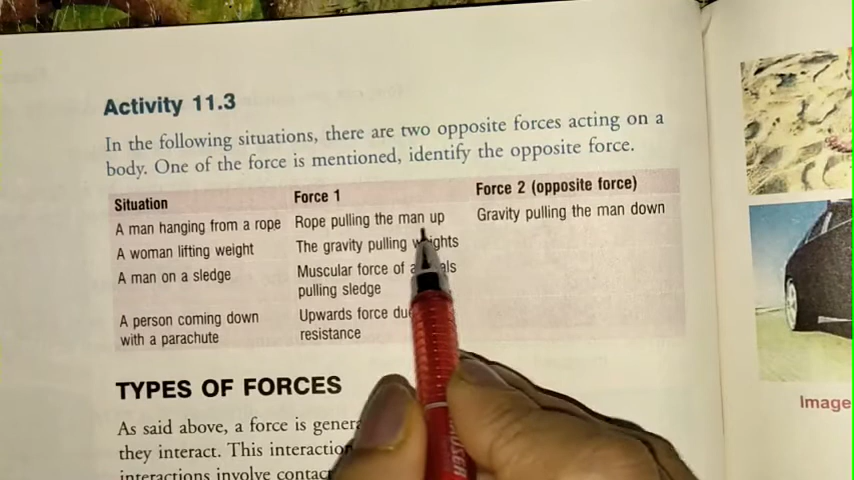 Activity 11.3
In the following situations, there are two opposite forces acting on a
body. One of the force is mentioned, identify the opposite force.
Situation Force 1 Force 2 (opposite force)
A man hanging from a rope Rope pulling the man up Gravity pulling the man down
A woman lifting weight The gravity pulling weights
A man on a sledge Muscular force of
pulling sledge
A person coming down Upwards force
with a parachute resistance
TYPES OF FORCES
As said above, a force is
they interact. This
interactions involve
Image